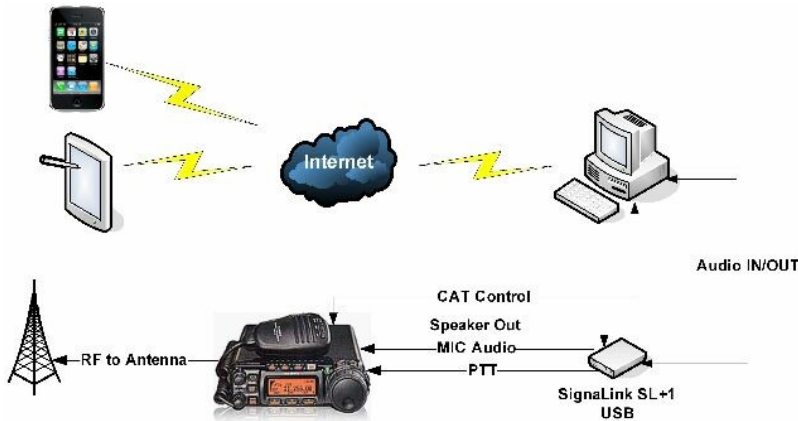 Internet
Audio IN/OUT
CAT Control
Speaker Out
MIC Audio
RF to Antenna
PTT
SignaLink SL+1
USB